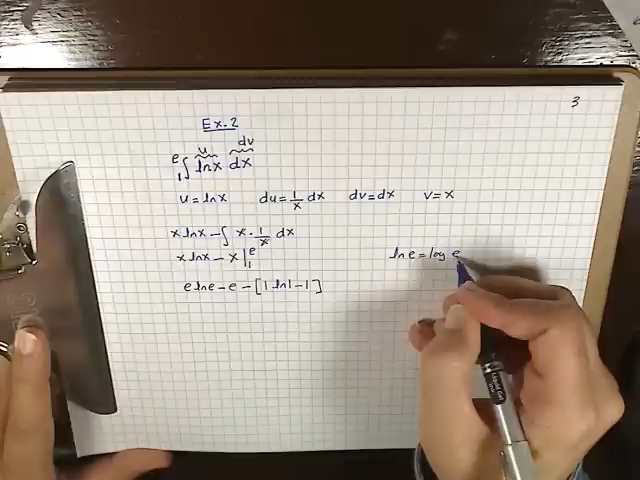 3
Ex.2
u dv
e
1 ∫ lnx dx
u = lnx du = 1/x dx dv = dx v = x
x lnx - ∫ x · 1/x dx
x lnx - x |₁ᵉ
ln e = log e
e lne - e - [1 ln1 - 1]